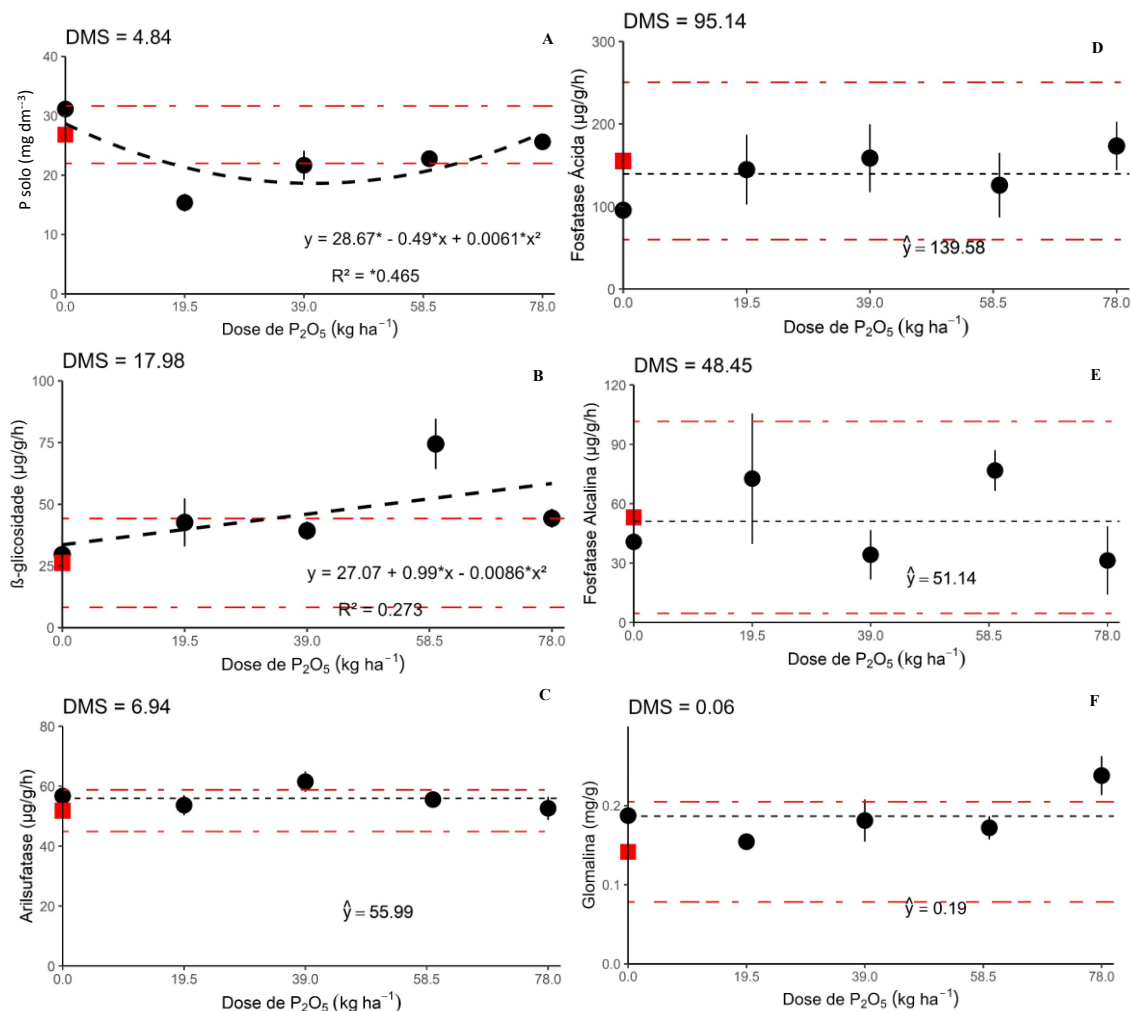 DMS = 4.84
A
P solo (mg dm⁻³)
40
30
20
10
0
y = 28.67* - 0.49*x + 0.0061*x²
R² = *0.465
0.0 19.5 39.0 58.5 78.0
Dose de P₂O₅ (kg ha⁻¹)
DMS = 17.98
B
ß-glicosidade (µg/g/h)
100
75
50
25
0
y = 27.07 + 0.99*x - 0.0086*x²
R² = 0.273
0.0 19.5 39.0 58.5 78.0
Dose de P₂O₅ (kg ha⁻¹)
DMS = 6.94
C
Arilsufatase (µg/g/h)
80
60
40
20
0
ŷ = 55.99
0.0 19.5 39.0 58.5 78.0
Dose de P₂O₅ (kg ha⁻¹)
DMS = 95.14
D
Fosfatase Ácida (µg/g/h)
300
200
100
0
ŷ = 139.58
0.0 19.5 39.0 58.5 78.0
Dose de P₂O₅ (kg ha⁻¹)
DMS = 48.45
E
Fosfatase Alcalina (µg/g/h)
120
90
60
30
0
ŷ = 51.14
0.0 19.5 39.0 58.5 78.0
Dose de P₂O₅ (kg ha⁻¹)
DMS = 0.06
F
Glomalina (mg/g)
0.2
0.1
0.0
ŷ = 0.19
0.0 19.5 39.0 58.5 78.0
Dose de P₂O₅ (kg ha⁻¹)